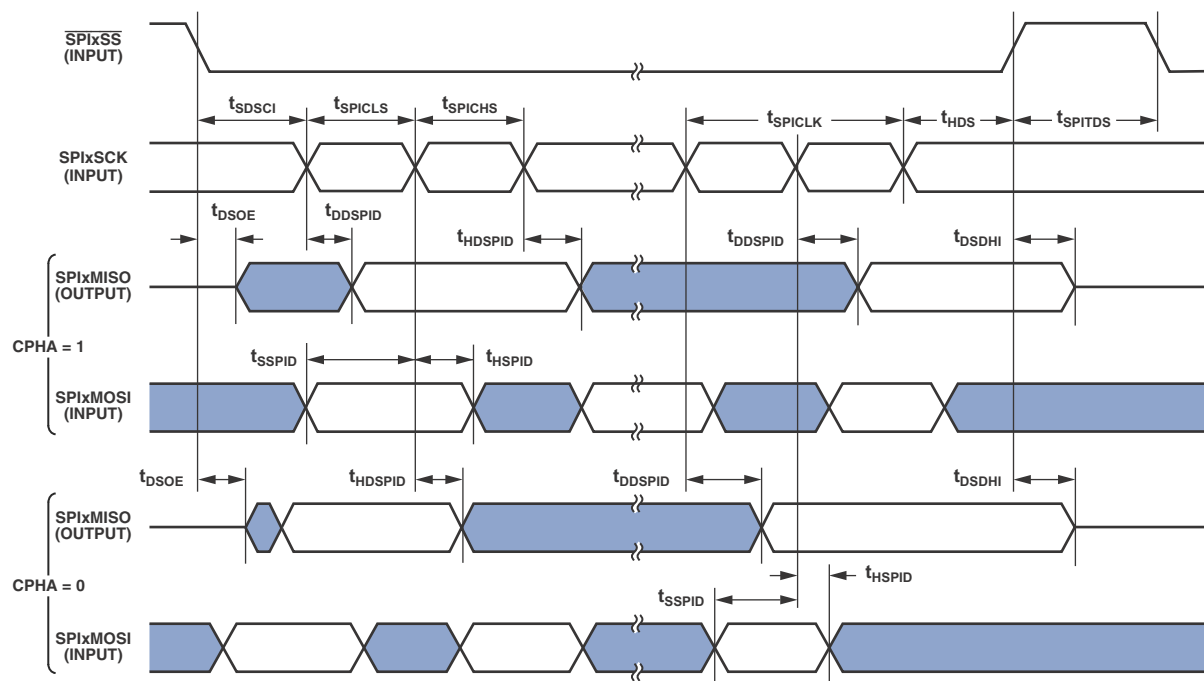 SPIxSS
(INPUT)
tSDSCI
tSPICLS
tSPICHS
tSPICLK
tHDS
tSPITDS
SPIxSCK
(INPUT)
tDSOE
tDDSPID
tHDSPID
tDDSPID
tDSDHI
SPIxMISO
(OUTPUT)
CPHA = 1
tSSPID
tHSPID
SPIxMOSI
(INPUT)
tDSOE
tHDSPID
tDDSPID
tDSDHI
SPIxMISO
(OUTPUT)
CPHA = 0
tHSPID
tSSPID
SPIxMOSI
(INPUT)